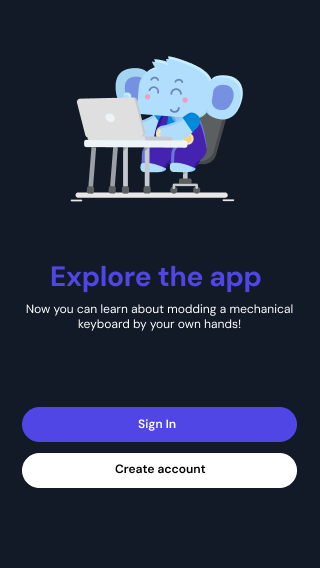 Explore the app
Now you can learn about modding a mechanical
keyboard by your own hands!
Sign In
Create account